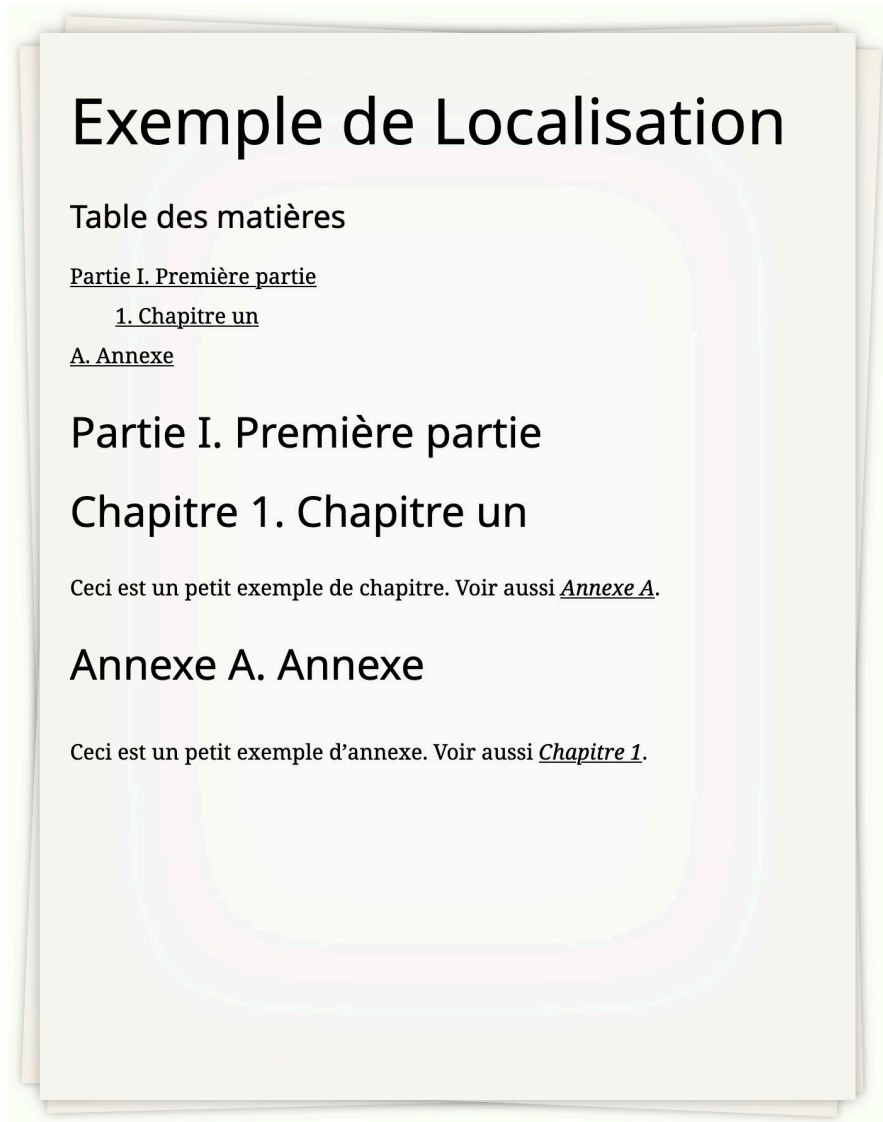 Exemple de Localisation
Table des matières
Partie I. Première partie
1. Chapitre un
A. Annexe
Partie I. Première partie
Chapitre 1. Chapitre un
Ceci est un petit exemple de chapitre. Voir aussi Annexe A.
Annexe A. Annexe
Ceci est un petit exemple d’annexe. Voir aussi Chapitre 1.